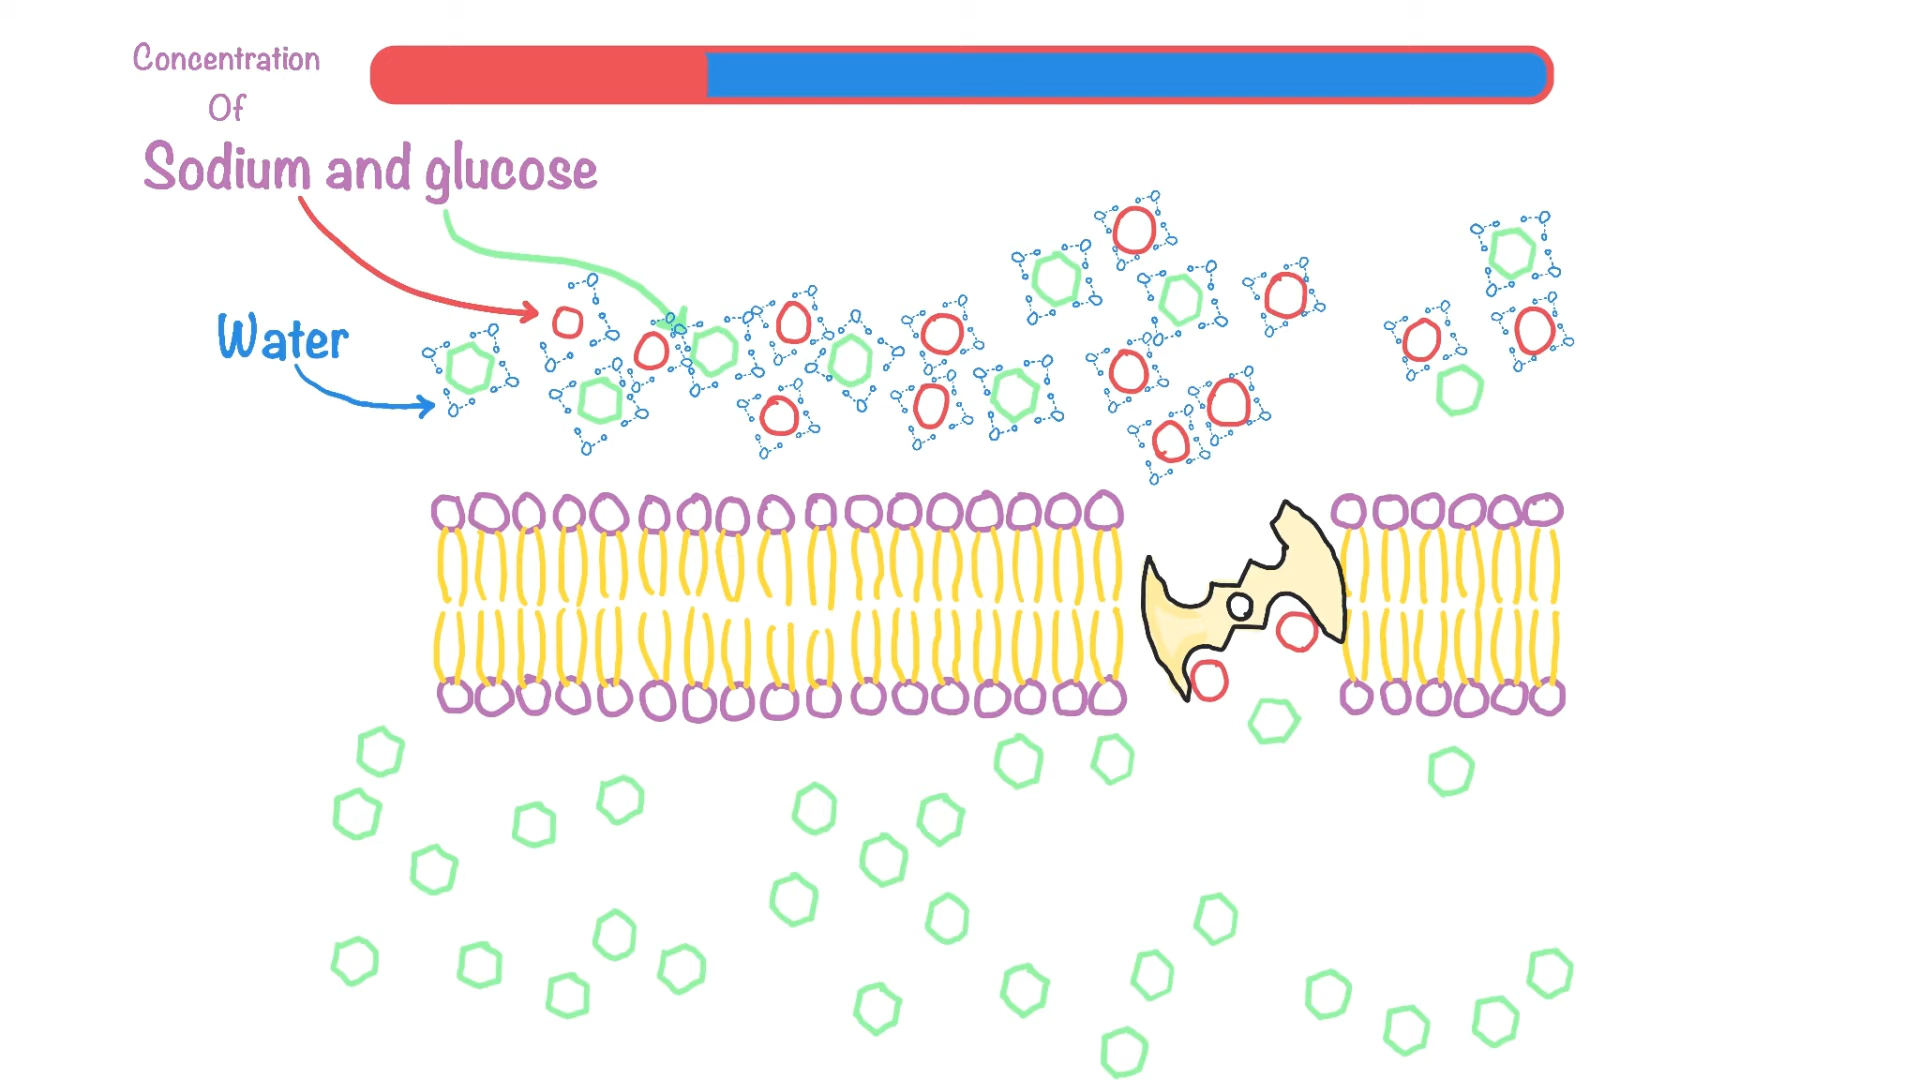 Concentration
Of
Sodium and glucose
Water